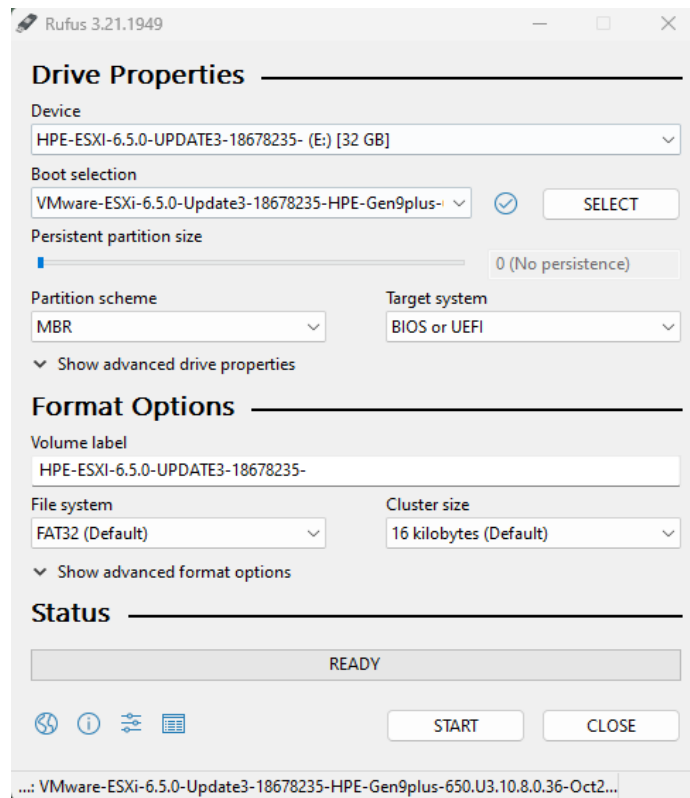 Rufus 3.21.1949
Drive Properties
Device
HPE-ESXI-6.5.0-UPDATE3-18678235- (E:) [32 GB]
Boot selection
VMware-ESXi-6.5.0-Update3-18678235-HPE-Gen9plus-
SELECT
Persistent partition size
0 (No persistence)
Partition scheme
Target system
MBR
BIOS or UEFI
Show advanced drive properties
Format Options
Volume label
HPE-ESXI-6.5.0-UPDATE3-18678235-
File system
Cluster size
FAT32 (Default)
16 kilobytes (Default)
Show advanced format options
Status
READY
START
CLOSE
...: VMware-ESXi-6.5.0-Update3-18678235-HPE-Gen9plus-650.U3.10.8.0.36-Oct2...